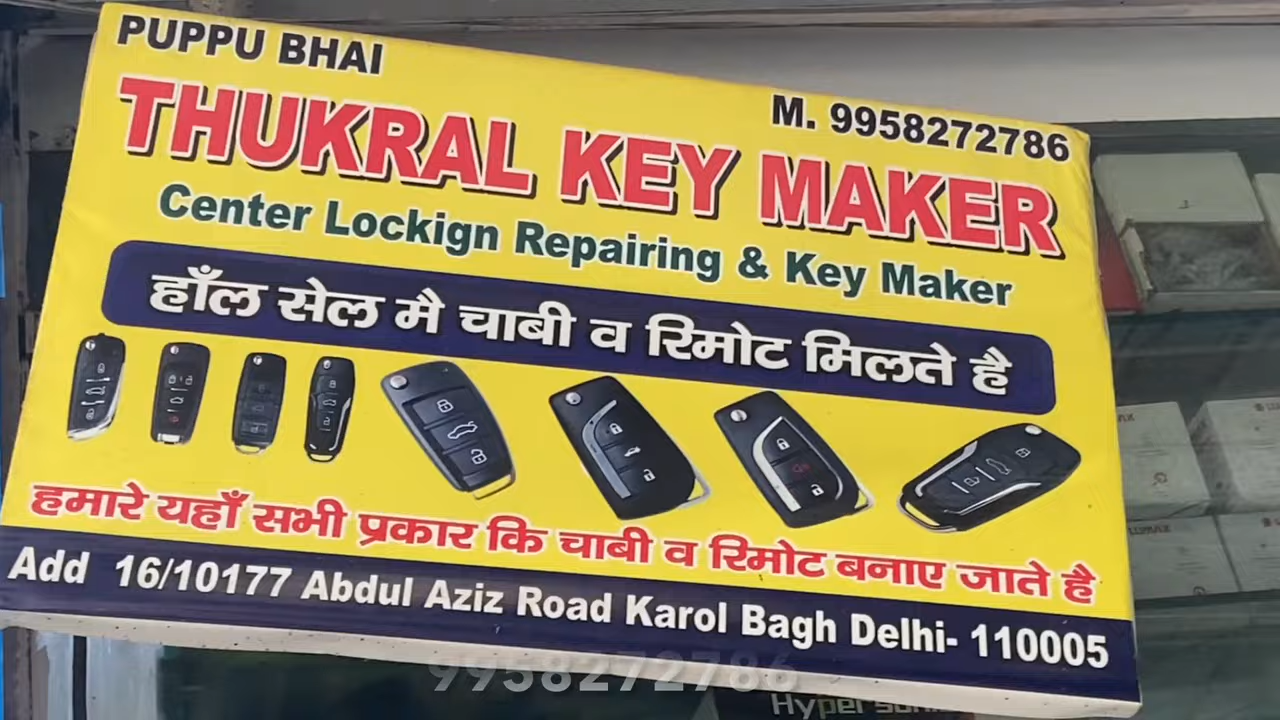 PUPPU BHAI
M. 9958272786
THUKRAL KEY MAKER
Center Lockign Repairing & Key Maker
हाँल सेल मै चाबी व रिमोट मिलते है
हमारे यहाँ सभी प्रकार कि चाबी व रिमोट बनाए जाते है
Add 16/10177 Abdul Aziz Road Karol Bagh Delhi- 110005
9958272786